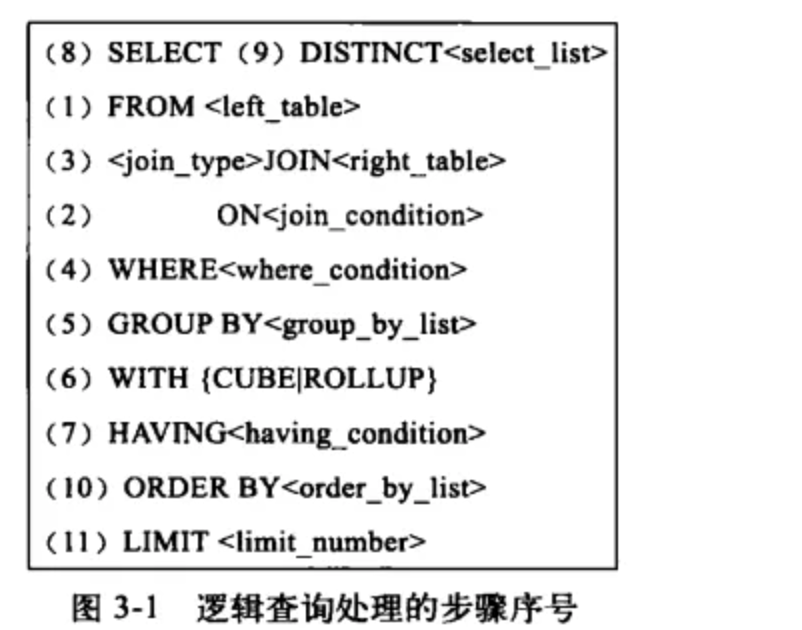 (8) SELECT (9) DISTINCT<select_list>
(1) FROM <left_table>
(3) <join_type>JOIN<right_table>
(2) ON<join_condition>
(4) WHERE<where_condition>
(5) GROUP BY<group_by_list>
(6) WITH {CUBE|ROLLUP}
(7) HAVING<having_condition>
(10) ORDER BY<order_by_list>
(11) LIMIT <limit_number>
图 3-1 逻辑查询处理的步骤序号